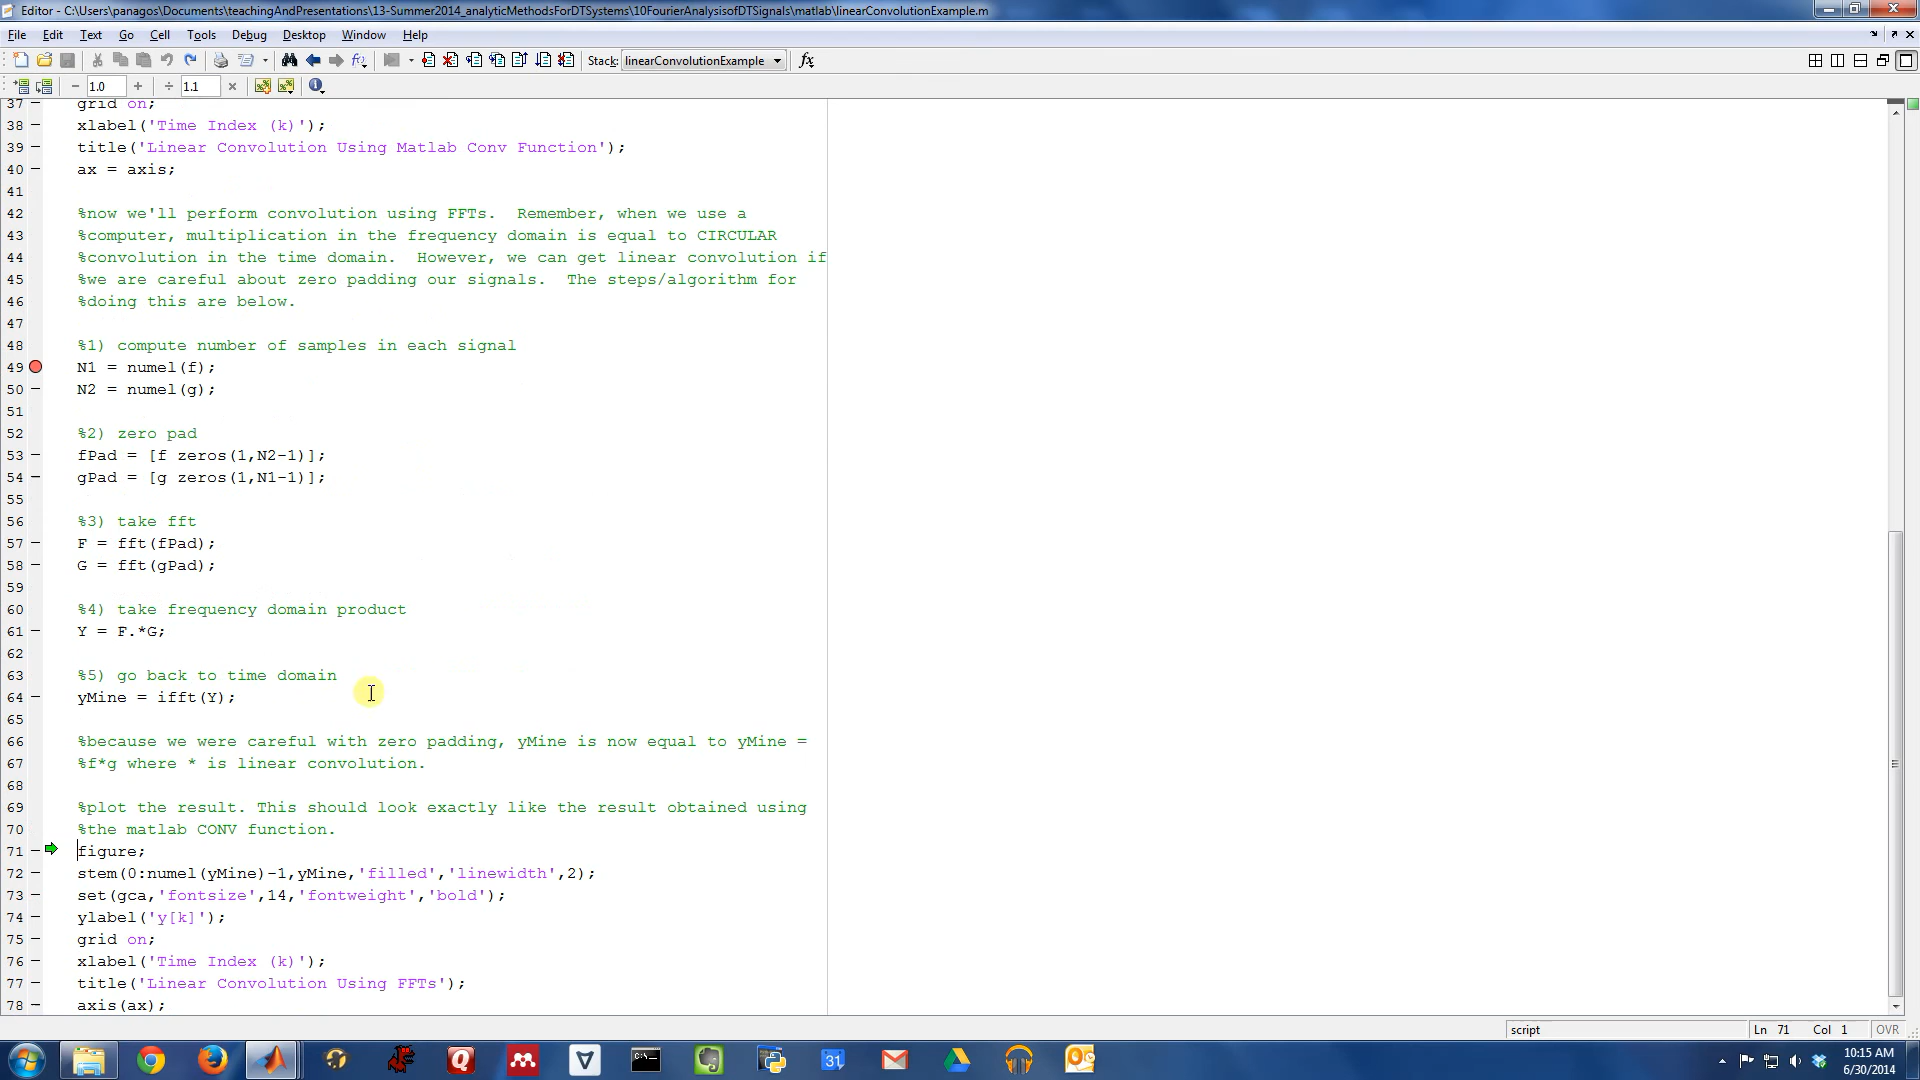 Editor - C:\Users\panagos\Documents\teachingAndPresentations\13-Summer2014_analyticMethodsForDTSystems\10FourierAnalysisofDTSignals\matlab\linearConvolutionExample.m
File Edit Text Go Cell Tools Debug Desktop Window Help
Stack: linearConvolutionExample fx
− 1.0 + ÷ 1.1 ×
37 – grid on;
38 – xlabel('Time Index (k)');
39 – title('Linear Convolution Using Matlab Conv Function');
40 – ax = axis;
41
42 %now we'll perform convolution using FFTs.  Remember, when we use a
43 %computer, multiplication in the frequency domain is equal to CIRCULAR
44 %convolution in the time domain.  However, we can get linear convolution if
45 %we are careful about zero padding our signals.  The steps/algorithm for
46 %doing this are below.
47
48 %1) compute number of samples in each signal
49 N1 = numel(f);
50 – N2 = numel(g);
51
52 %2) zero pad
53 – fPad = [f zeros(1,N2-1)];
54 – gPad = [g zeros(1,N1-1)];
55
56 %3) take fft
57 – F = fft(fPad);
58 – G = fft(gPad);
59
60 %4) take frequency domain product
61 – Y = F.*G;
62
63 %5) go back to time domain
64 – yMine = ifft(Y);
65
66 %because we were careful with zero padding, yMine is now equal to yMine =
67 %f*g where * is linear convolution.
68
69 %plot the result. This should look exactly like the result obtained using
70 %the matlab CONV function.
71 – figure;
72 – stem(0:numel(yMine)-1,yMine,'filled','linewidth',2);
73 – set(gca,'fontsize',14,'fontweight','bold');
74 – ylabel('y[k]');
75 – grid on;
76 – xlabel('Time Index (k)');
77 – title('Linear Convolution Using FFTs');
78 – axis(ax);
script Ln 71 Col 1 OVR
31
10:15 AM
6/30/2014